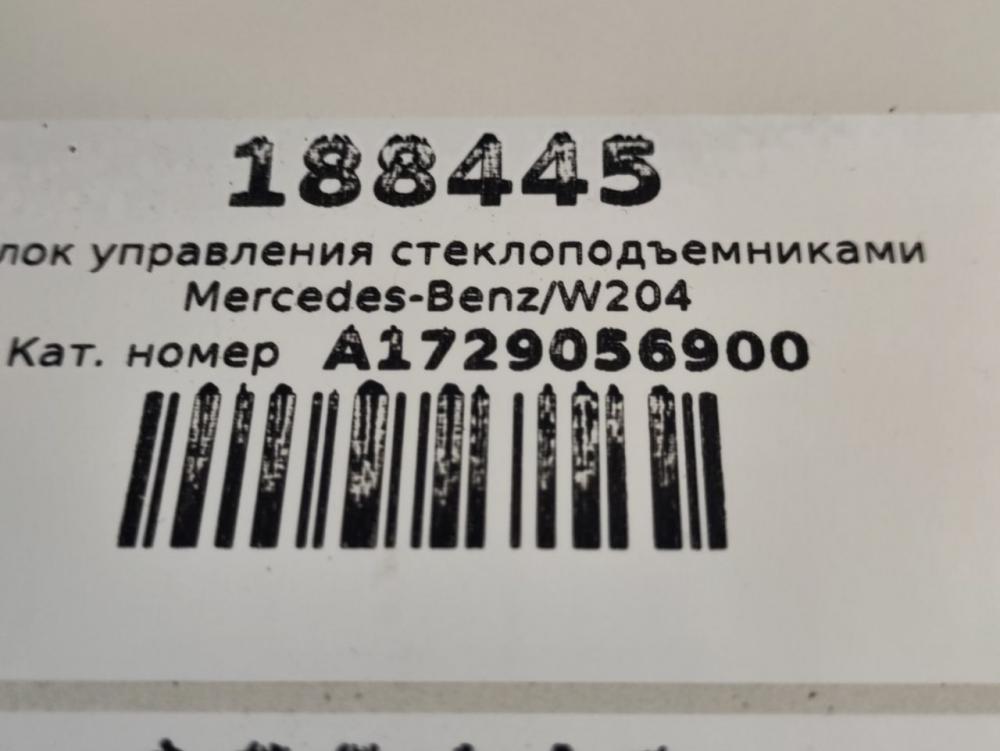 188445
лок управления стеклоподъемниками
Mercedes-Benz/W204
Кат. номер A1729056900